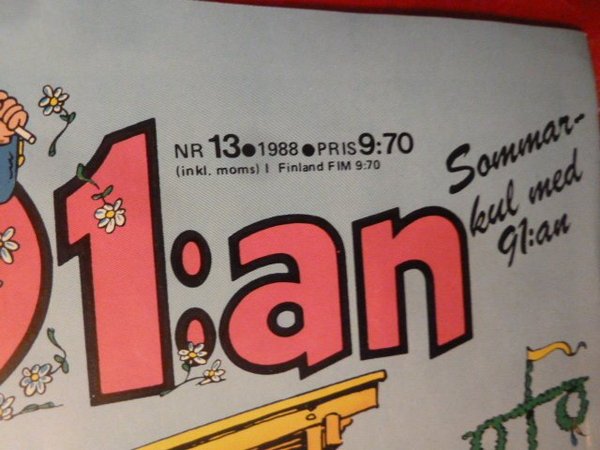 NR 13●1988●PRIS 9:70
(inkl. moms) I Finland FIM 9:70
91:an
Sommar-
kul med
91:an